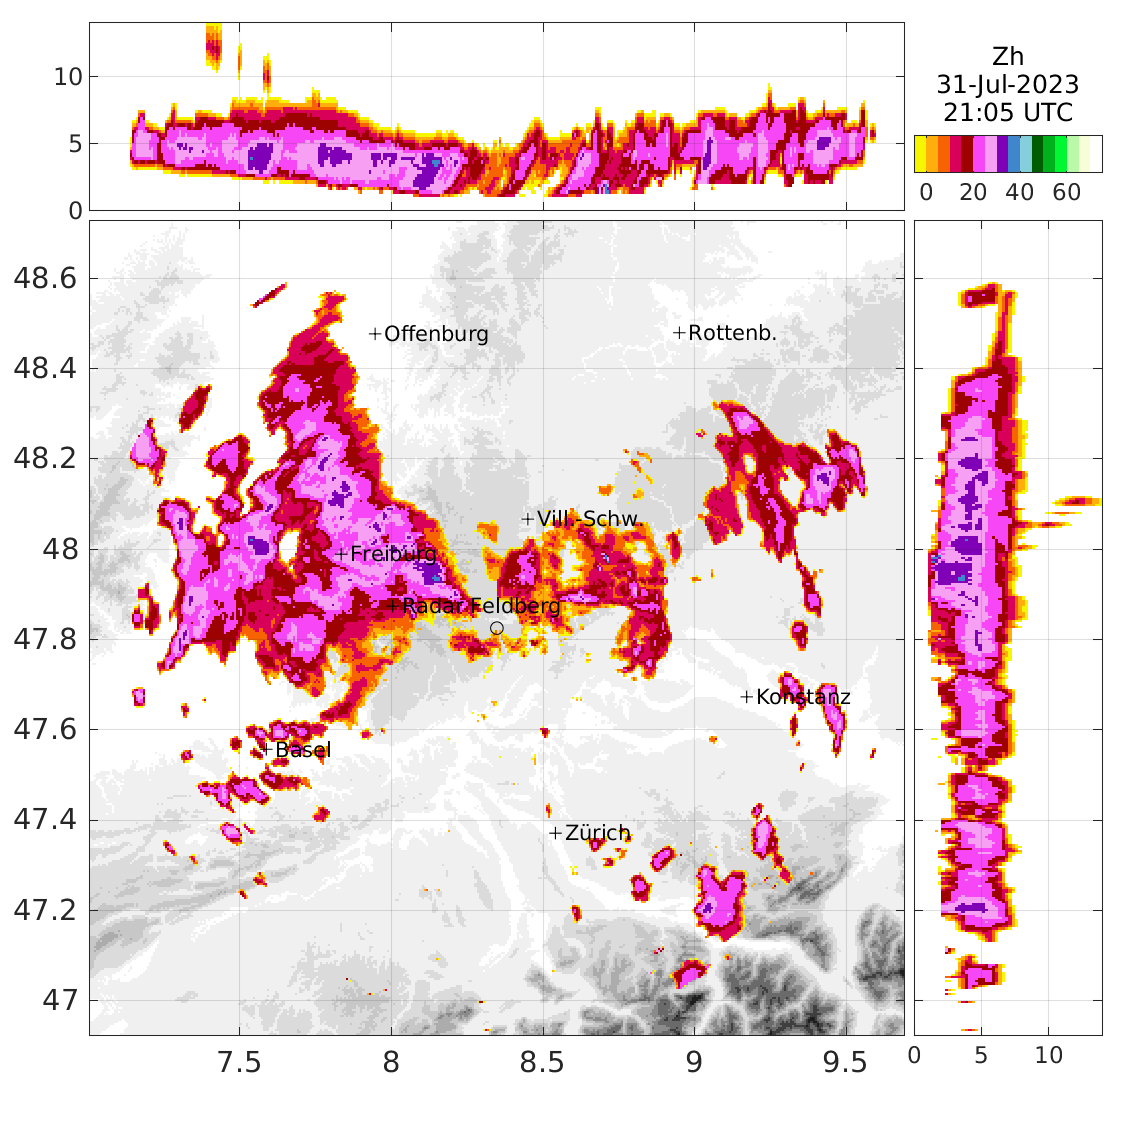 10
5
0
Zh
31-Jul-2023
21:05 UTC
0 20 40 60
48.6
48.4
48.2
48
47.8
47.6
47.4
47.2
47
+Offenburg
+Rottenb.
+Vill.-Schw.
+Freiburg
+Radar Feldberg
+Konstanz
+Basel
+Zürich
7.5 8 8.5 9 9.5
0 5 10